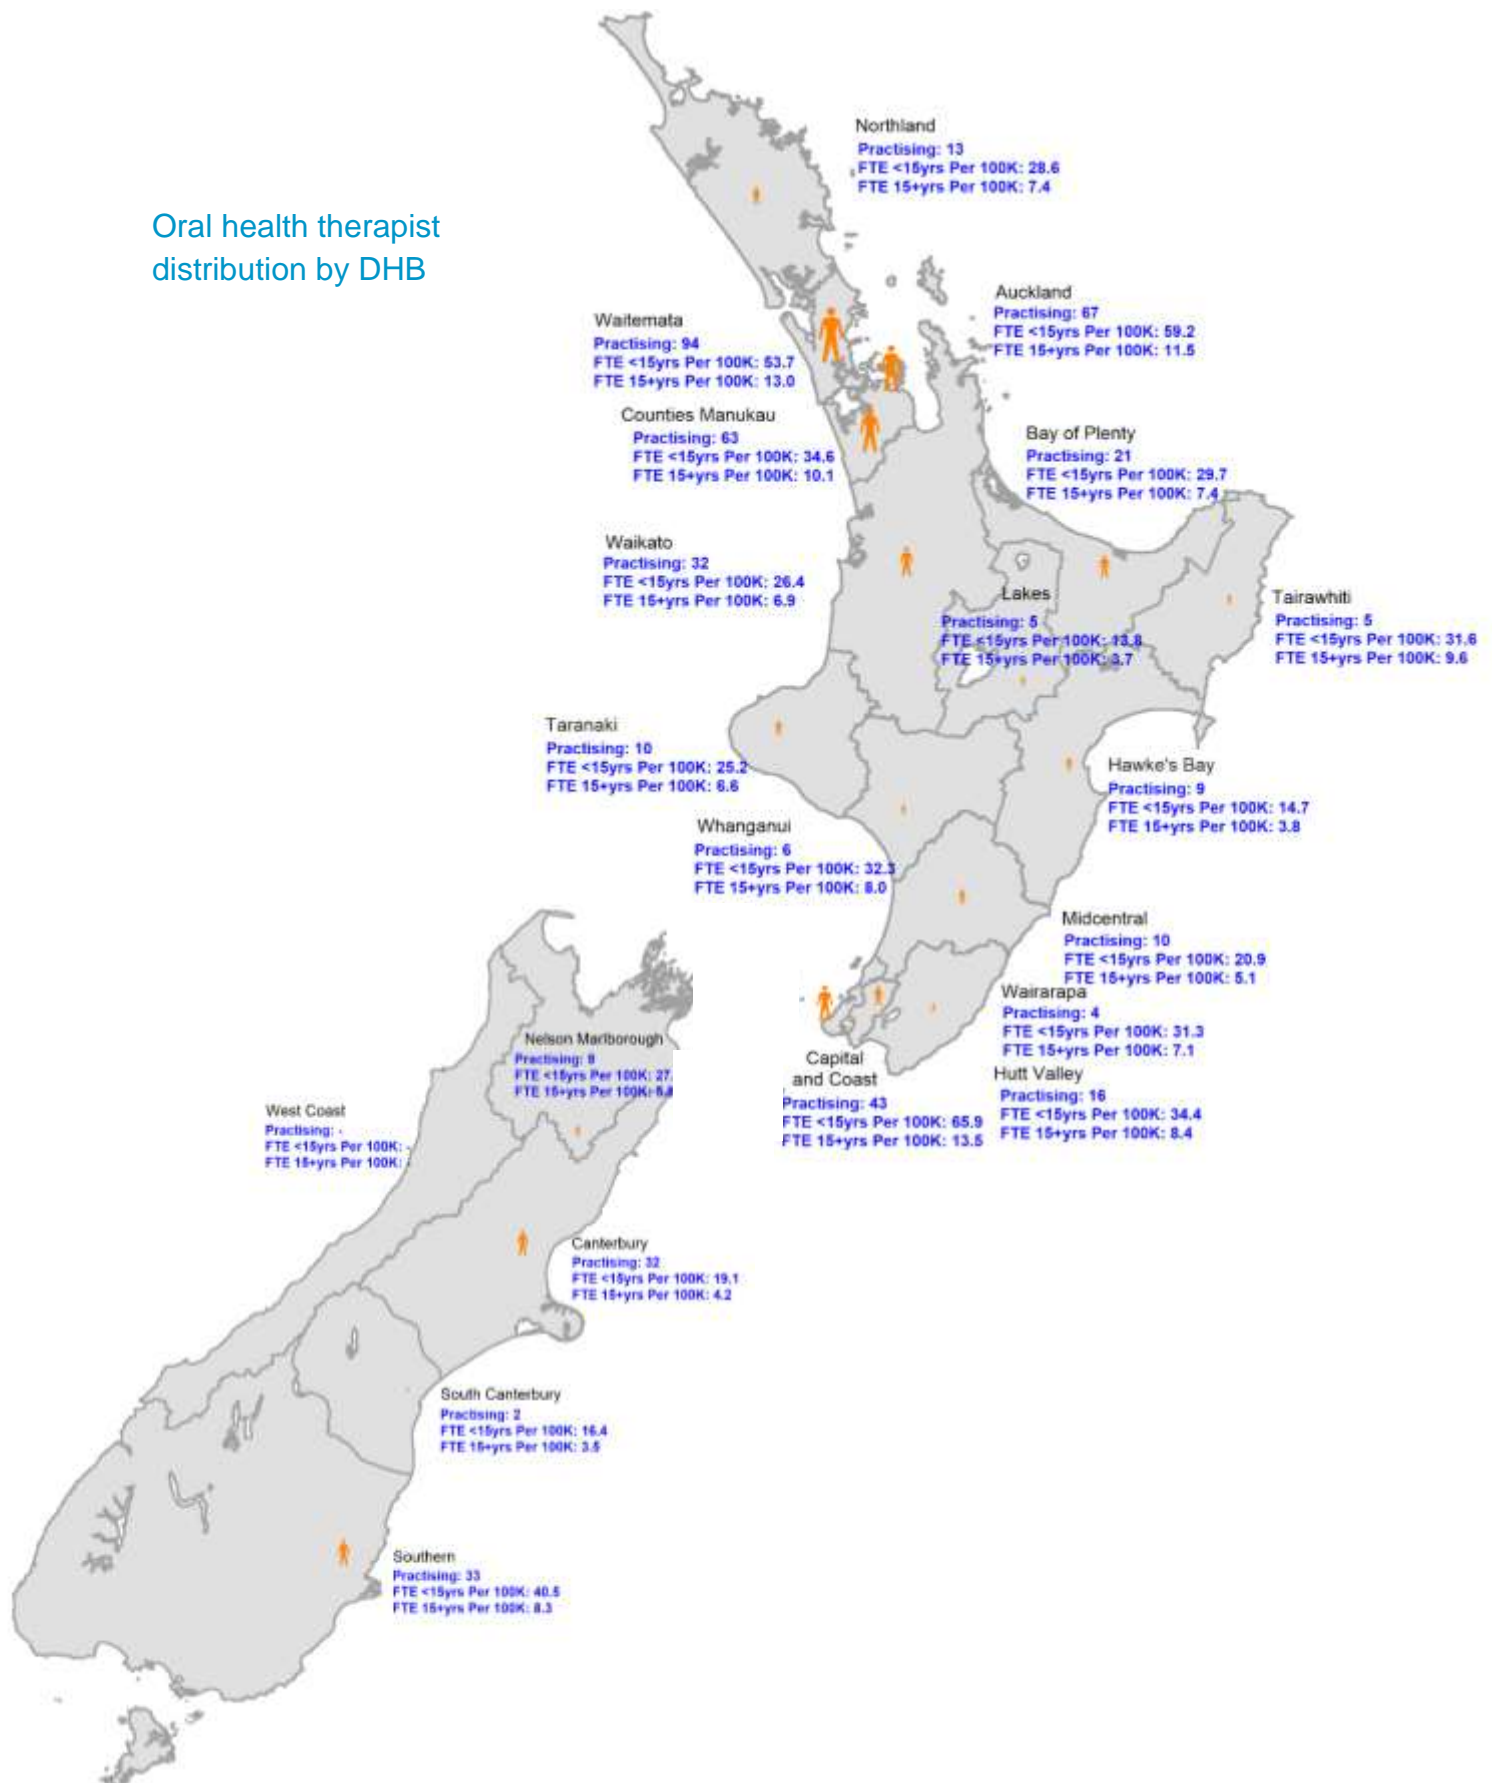 Oral health therapist
distribution by DHB
Northland
Practising: 13
FTE <15yrs Per 100K: 28.6
FTE 15+yrs Per 100K: 7.4
Auckland
Practising: 67
FTE <15yrs Per 100K: 59.2
FTE 15+yrs Per 100K: 11.5
Waitemata
Practising: 94
FTE <15yrs Per 100K: 53.7
FTE 15+yrs Per 100K: 13.0
Counties Manukau
Practising: 63
FTE <15yrs Per 100K: 34.6
FTE 15+yrs Per 100K: 10.1
Bay of Plenty
Practising: 21
FTE <15yrs Per 100K: 29.7
FTE 15+yrs Per 100K: 7.4
Waikato
Practising: 32
FTE <15yrs Per 100K: 26.4
FTE 15+yrs Per 100K: 6.9
Lakes
Practising: 5
FTE <15yrs Per 100K: 13.8
FTE 15+yrs Per 100K: 3.7
Tairawhiti
Practising: 5
FTE <15yrs Per 100K: 31.6
FTE 15+yrs Per 100K: 9.6
Taranaki
Practising: 10
FTE <15yrs Per 100K: 25.2
FTE 15+yrs Per 100K: 6.6
Hawke's Bay
Practising: 9
FTE <15yrs Per 100K: 14.7
FTE 15+yrs Per 100K: 3.8
Whanganui
Practising: 6
FTE <15yrs Per 100K: 32.3
FTE 15+yrs Per 100K: 8.0
Midcentral
Practising: 10
FTE <15yrs Per 100K: 20.9
FTE 15+yrs Per 100K: 5.1
Wairarapa
Practising: 4
FTE <15yrs Per 100K: 31.3
FTE 15+yrs Per 100K: 7.1
Hutt Valley
Practising: 16
FTE <15yrs Per 100K: 34.4
FTE 15+yrs Per 100K: 8.4
Capital
and Coast
Practising: 43
FTE <15yrs Per 100K: 65.9
FTE 15+yrs Per 100K: 13.5
Nelson Marlborough
Practising:
FTE <15yrs Per 100K: 27.
FTE 15+yrs Per 100K:
West Coast
Practising: -
FTE <15yrs Per 100K: -
FTE 15+yrs Per 100K:
Canterbury
Practising: 32
FTE <15yrs Per 100K: 19.1
FTE 15+yrs Per 100K: 4.2
South Canterbury
Practising: 2
FTE <15yrs Per 100K: 16.4
FTE 15+yrs Per 100K: 3.5
Southern
Practising: 33
FTE <15yrs Per 100K: 40.5
FTE 15+yrs Per 100K: 8.3